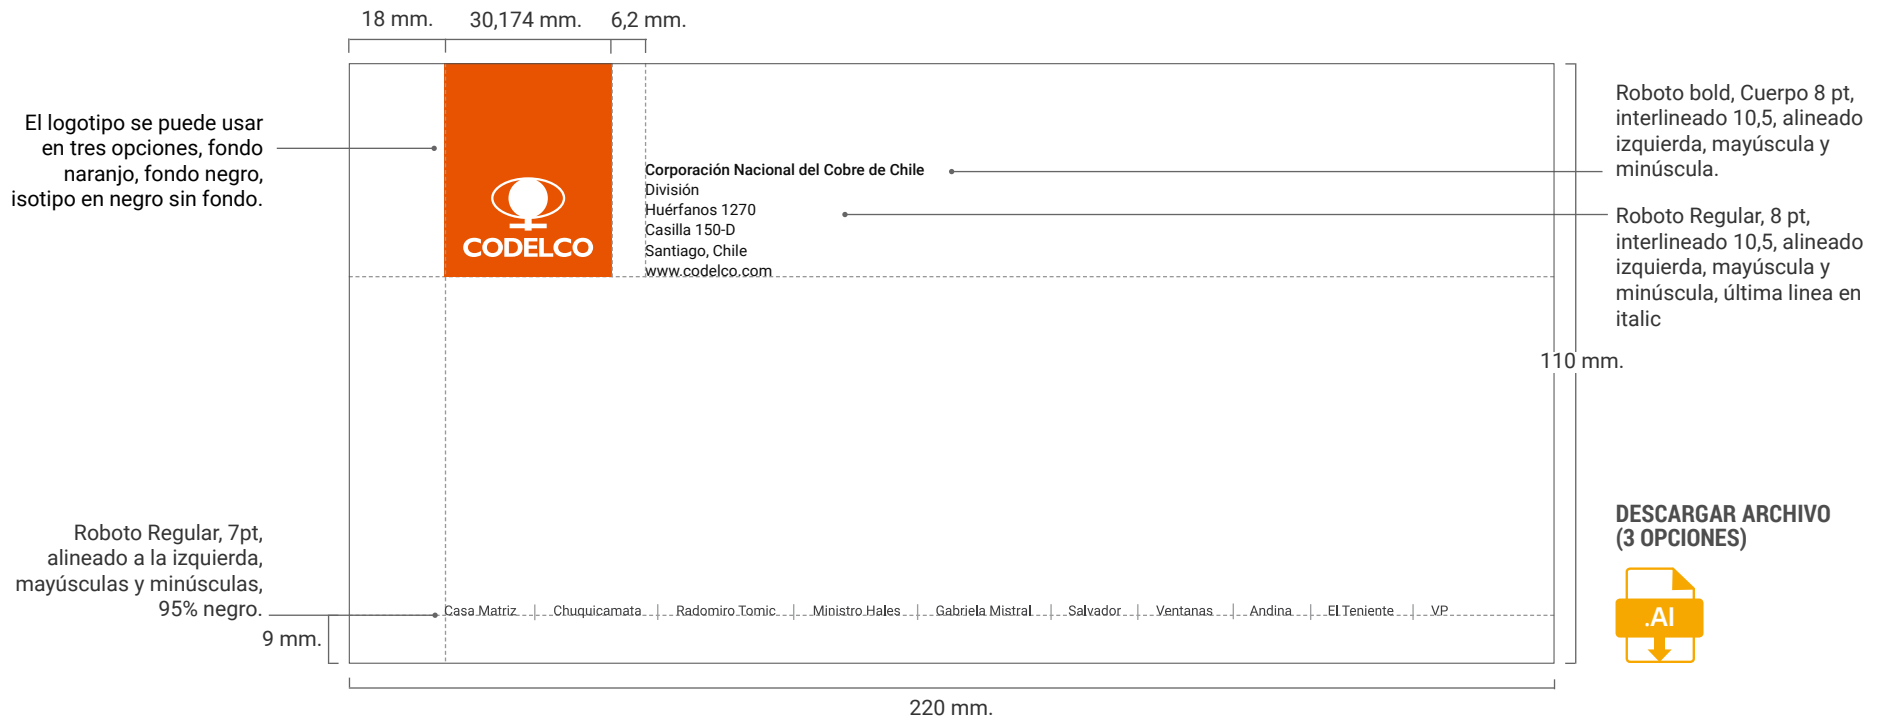 18 mm.
30,174 mm.
6,2 mm.
El logotipo se puede usar
en tres opciones, fondo
naranjo, fondo negro,
isotipo en negro sin fondo.
CODELCO
Corporación Nacional del Cobre de Chile
División
Huérfanos 1270
Casilla 150-D
Santiago, Chile
www.codelco.com
Roboto bold, Cuerpo 8 pt,
interlineado 10,5, alineado
izquierda, mayúscula y
minúscula.
Roboto Regular, 8 pt,
interlineado 10,5, alineado
izquierda, mayúscula y
minúscula, última linea en
italic
110 mm.
Roboto Regular, 7pt,
alineado a la izquierda,
mayúsculas y minúsculas,
95% negro.
9 mm.
Casa Matriz | Chuquicamata | Radomiro Tomic | Ministro Hales | Gabriela Mistral | Salvador | Ventanas | Andina | El Teniente | VP
DESCARGAR ARCHIVO
(3 OPCIONES)
.AI
220 mm.